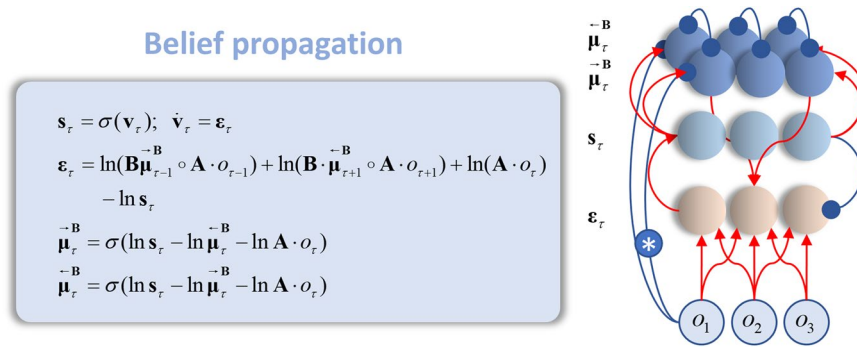 Belief propagation
s_τ = σ(v_τ); v̇_τ = ε_τ
ε_τ = ln(Bμ⃗^B_{τ−1} ∘ A · o_{τ−1}) + ln(B · μ⃖^B_{τ+1} ∘ A · o_{τ+1}) + ln(A · o_τ)
− ln s_τ
μ⃗^B_τ = σ(ln s_τ − ln μ⃖^B_τ − ln A · o_τ)
μ⃖^B_τ = σ(ln s_τ − ln μ⃗^B_τ − ln A · o_τ)
μ⃖^B_τ
μ⃗^B_τ
s_τ
ε_τ
*
o_1 o_2 o_3